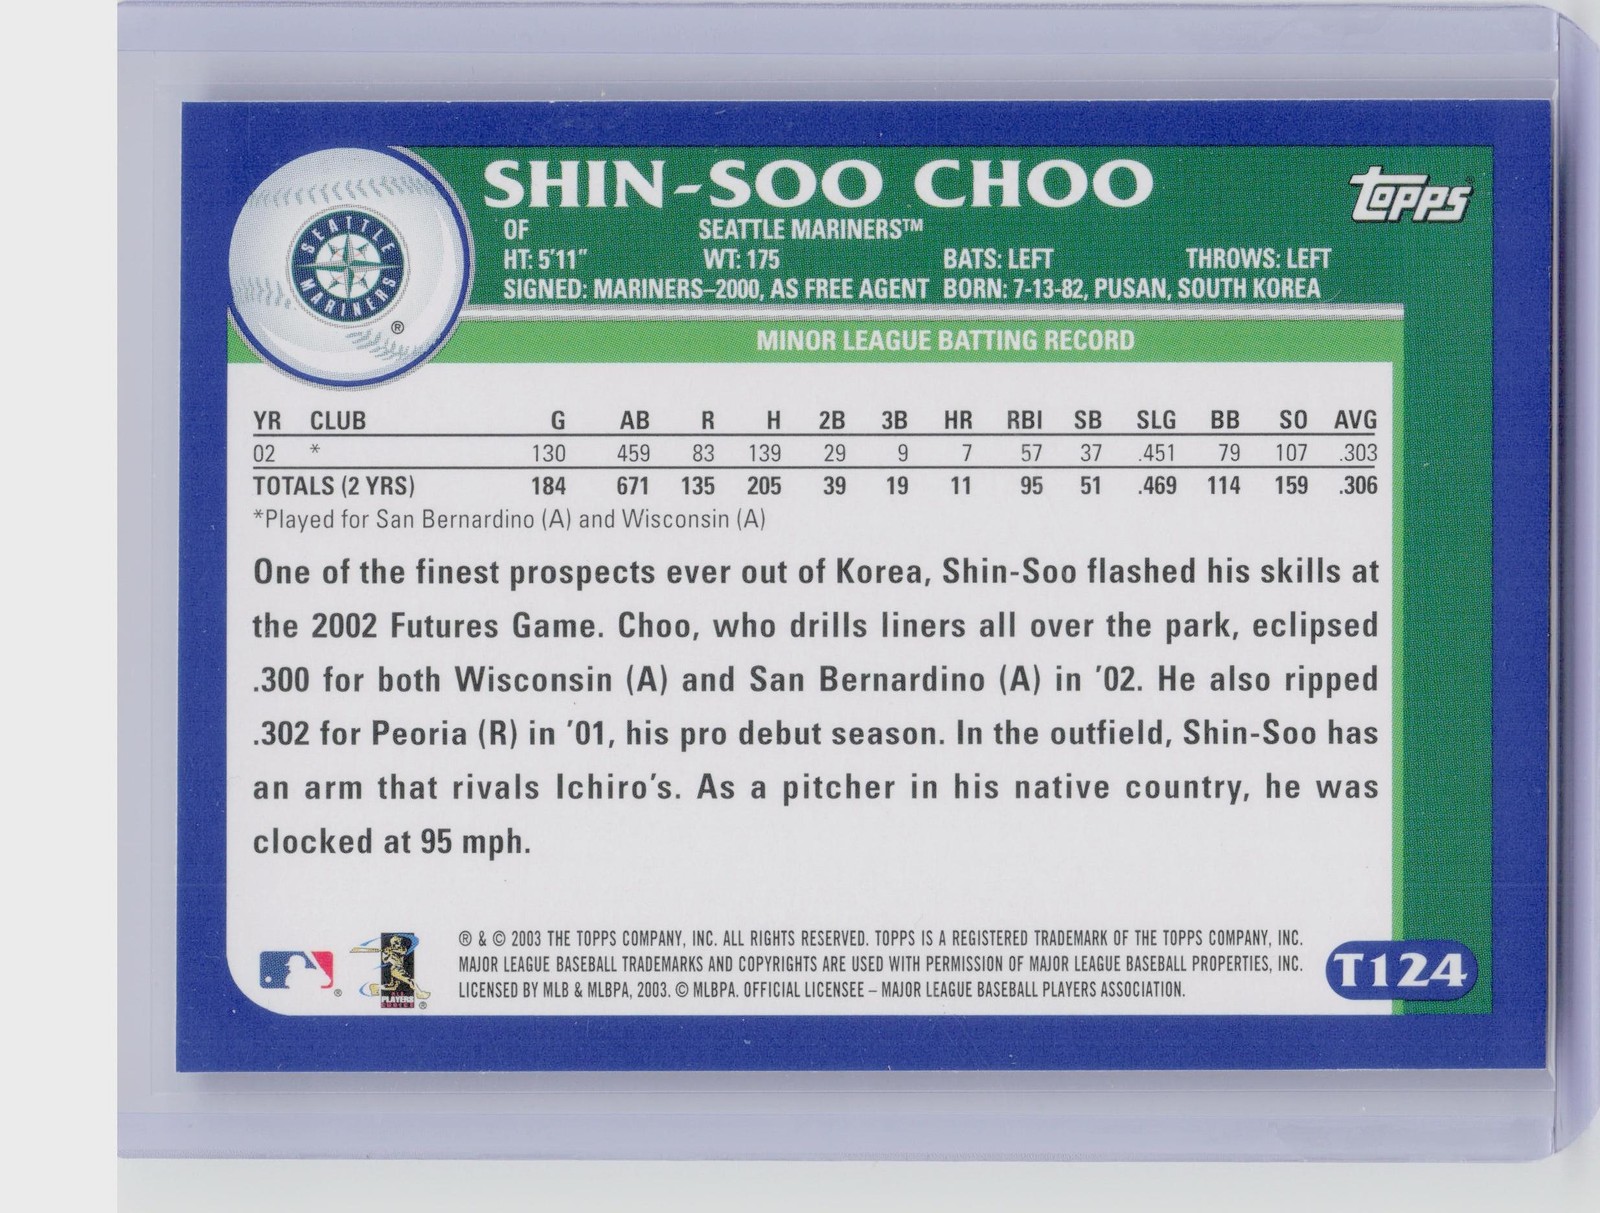 SHIN-SOO CHOO
Topps
OF SEATTLE MARINERS™
HT: 5'11" WT: 175 BATS: LEFT THROWS: LEFT
SIGNED: MARINERS–2000, AS FREE AGENT BORN: 7-13-82, PUSAN, SOUTH KOREA
SEATTLE MARINERS ®
MINOR LEAGUE BATTING RECORD
YR CLUB G AB R H 2B 3B HR RBI SB SLG BB SO AVG
02 * 130 459 83 139 29 9 7 57 37 .451 79 107 .303
TOTALS (2 YRS) 184 671 135 205 39 19 11 95 51 .469 114 159 .306
*Played for San Bernardino (A) and Wisconsin (A)
One of the finest prospects ever out of Korea, Shin-Soo flashed his skills at
the 2002 Futures Game. Choo, who drills liners all over the park, eclipsed
.300 for both Wisconsin (A) and San Bernardino (A) in '02. He also ripped
.302 for Peoria (R) in '01, his pro debut season. In the outfield, Shin-Soo has
an arm that rivals Ichiro's. As a pitcher in his native country, he was
clocked at 95 mph.
® & © 2003 THE TOPPS COMPANY, INC. ALL RIGHTS RESERVED. TOPPS IS A REGISTERED TRADEMARK OF THE TOPPS COMPANY, INC.
MAJOR LEAGUE BASEBALL TRADEMARKS AND COPYRIGHTS ARE USED WITH PERMISSION OF MAJOR LEAGUE BASEBALL PROPERTIES, INC.
LICENSED BY MLB & MLBPA, 2003. © MLBPA. OFFICIAL LICENSEE – MAJOR LEAGUE BASEBALL PLAYERS ASSOCIATION.
PLAYERS
T124